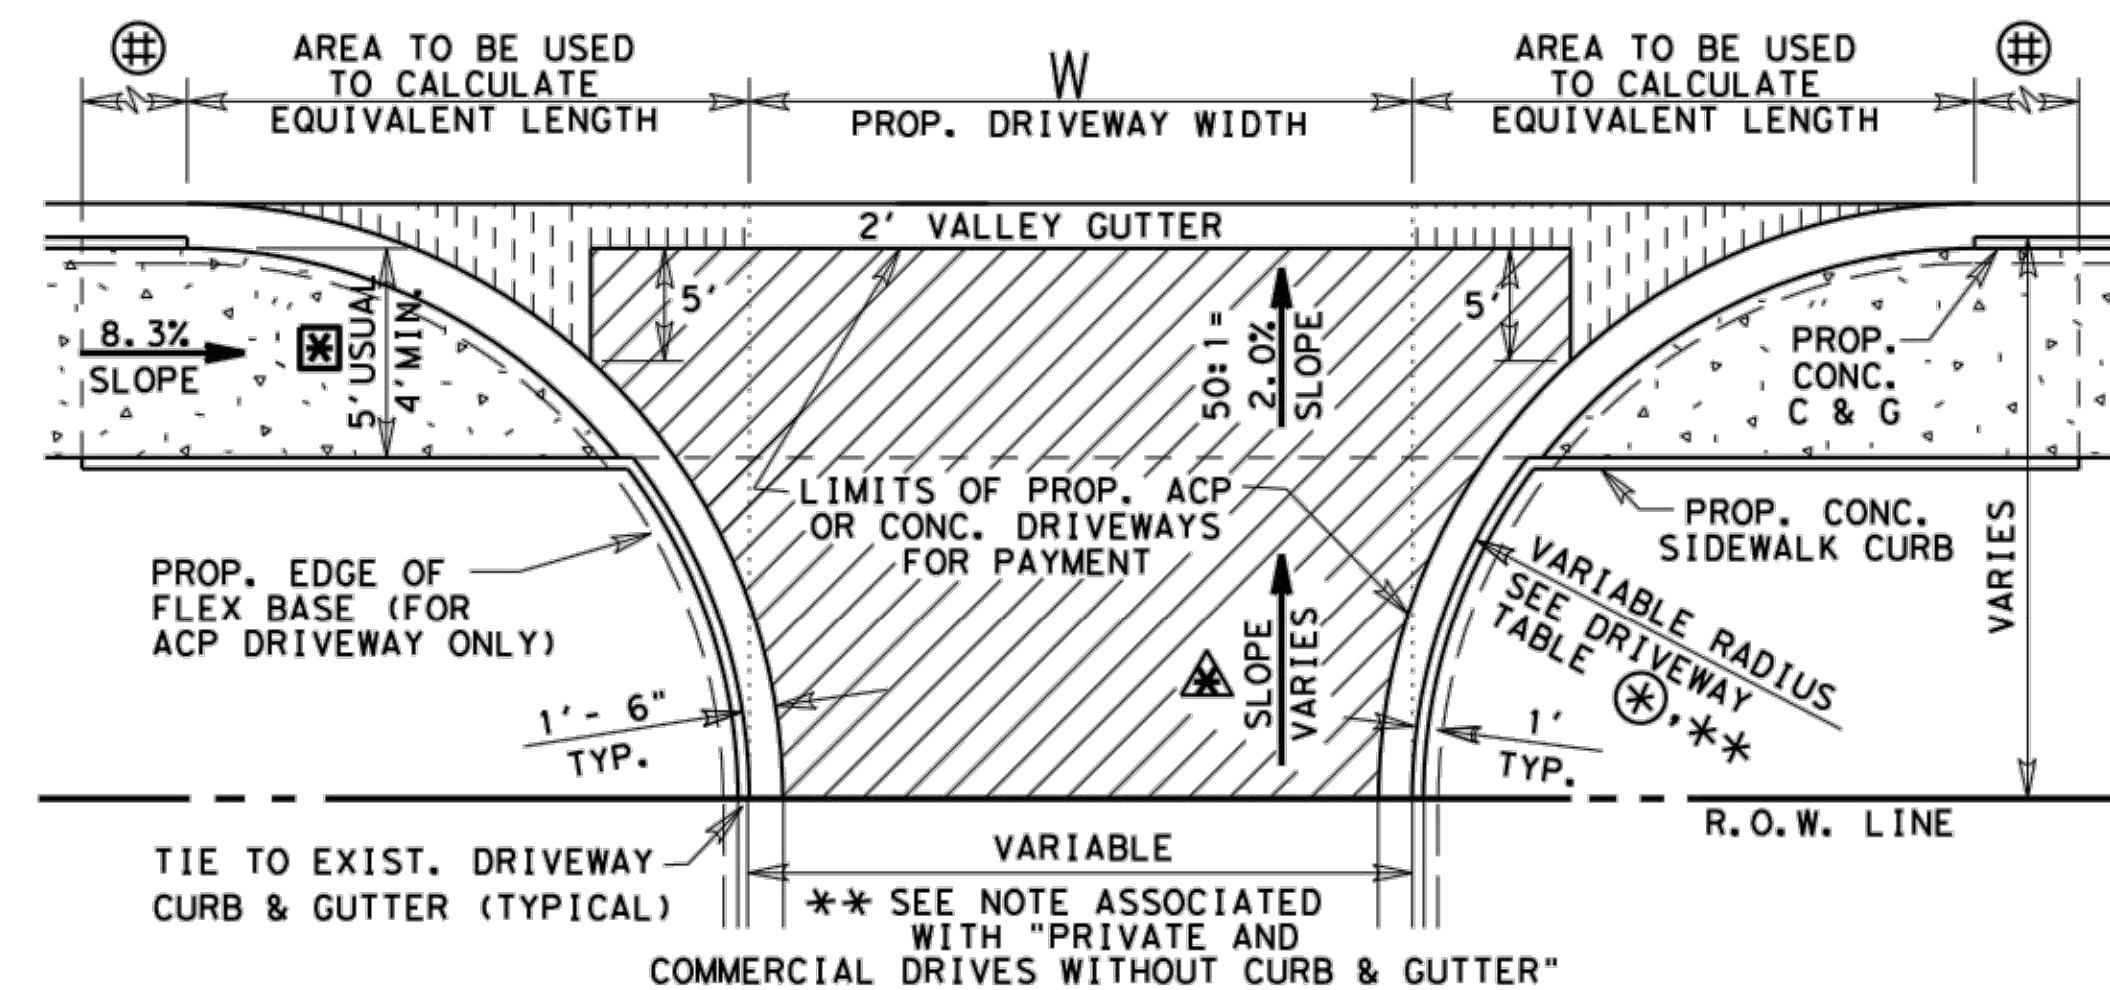 #
AREA TO BE USED
TO CALCULATE
EQUIVALENT LENGTH
W
PROP. DRIVEWAY WIDTH
AREA TO BE USED
TO CALCULATE
EQUIVALENT LENGTH
#
2' VALLEY GUTTER
5'
5'
8.3%
SLOPE
*
5' USUAL
4' MIN.
50:1=
2.0%
SLOPE
PROP.
CONC.
C & G
LIMITS OF PROP. ACP
OR CONC. DRIVEWAYS
FOR PAYMENT
PROP. CONC.
SIDEWALK CURB
VARIES
PROP. EDGE OF
FLEX BASE (FOR
ACP DRIVEWAY ONLY)
VARIABLE RADIUS
SEE DRIVEWAY
TABLE *,**
*
SLOPE
VARIES
1'- 6"
TYP.
1'
TYP.
R.O.W. LINE
TIE TO EXIST. DRIVEWAY
CURB & GUTTER (TYPICAL)
VARIABLE
** SEE NOTE ASSOCIATED
WITH "PRIVATE AND
COMMERCIAL DRIVES WITHOUT CURB & GUTTER"